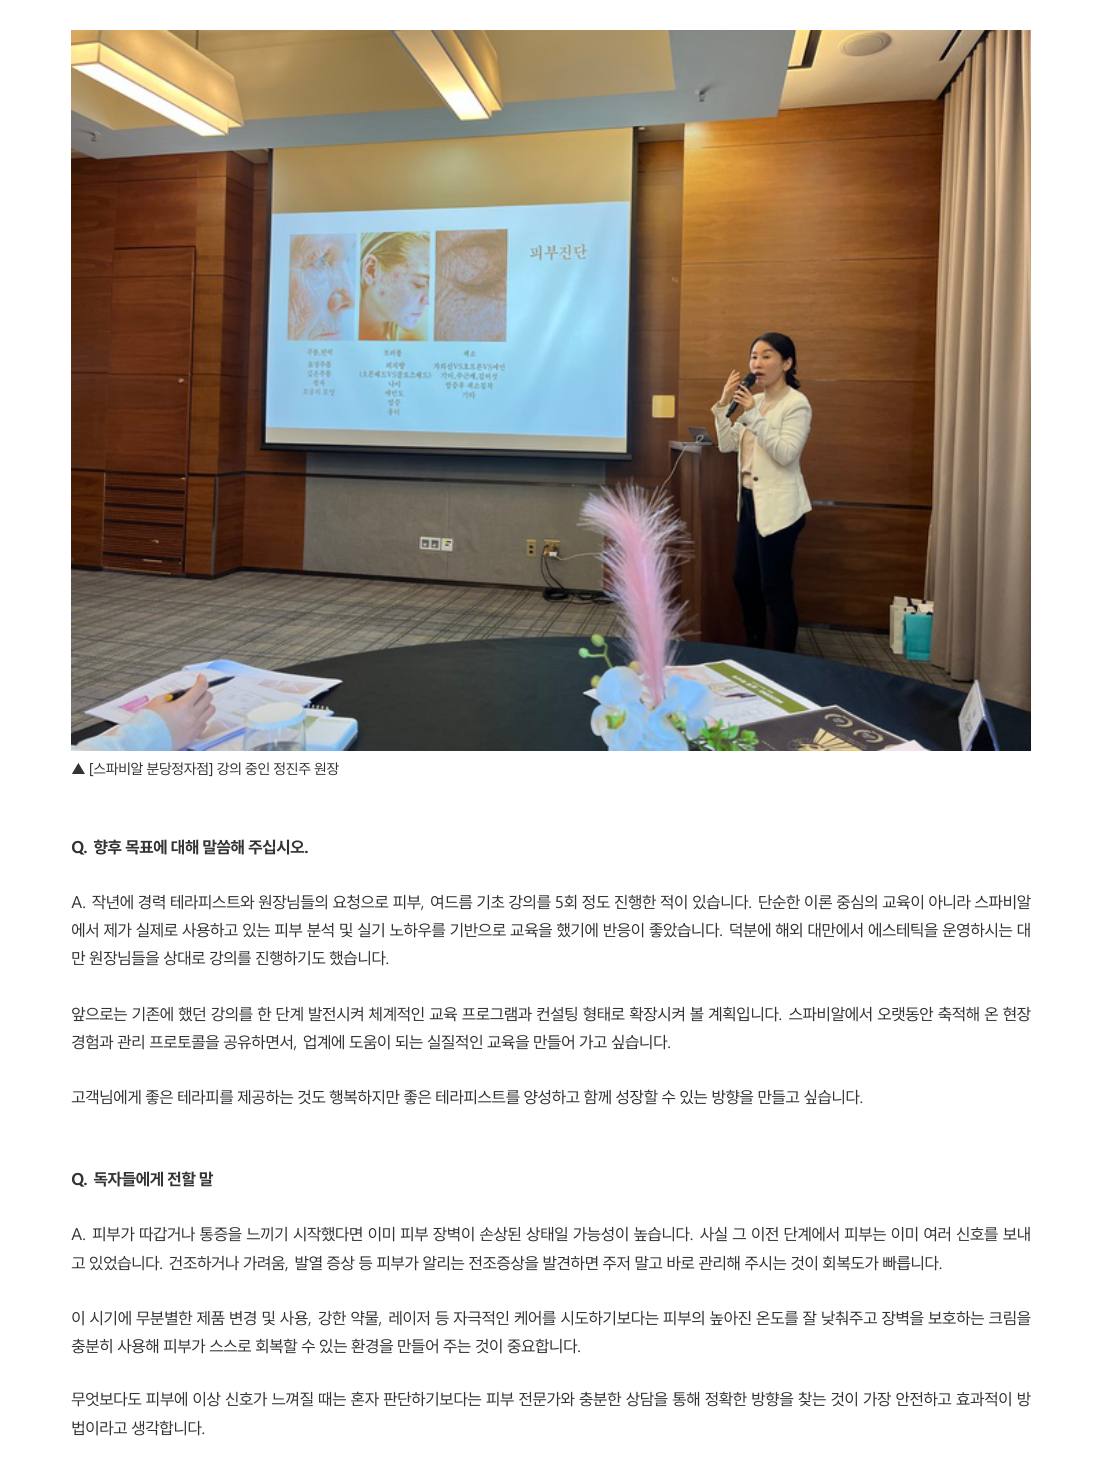 피부진단
주름,탄력
표정주름
깊은주름
트러블
피지량
나이
예민도
염증
색소
기타
▲ [스파비알 분당정자점] 강의 중인 정진주 원장
Q. 향후 목표에 대해 말씀해 주십시오.
A. 작년에 경력 테라피스트와 원장님들의 요청으로 피부, 여드름 기초 강의를 5회 정도 진행한 적이 있습니다. 단순한 이론 중심의 교육이 아니라 스파비알
에서 제가 실제로 사용하고 있는 피부 분석 및 실기 노하우를 기반으로 교육을 했기에 반응이 좋았습니다. 덕분에 해외 대만에서 에스테틱을 운영하시는 대
만 원장님들을 상대로 강의를 진행하기도 했습니다.
앞으로는 기존에 했던 강의를 한 단계 발전시켜 체계적인 교육 프로그램과 컨설팅 형태로 확장시켜 볼 계획입니다. 스파비알에서 오랫동안 축적해 온 현장
경험과 관리 프로토콜을 공유하면서, 업계에 도움이 되는 실질적인 교육을 만들어 가고 싶습니다.
고객님에게 좋은 테라피를 제공하는 것도 행복하지만 좋은 테라피스트를 양성하고 함께 성장할 수 있는 방향을 만들고 싶습니다.
Q. 독자들에게 전할 말
A. 피부가 따갑거나 통증을 느끼기 시작했다면 이미 피부 장벽이 손상된 상태일 가능성이 높습니다. 사실 그 이전 단계에서 피부는 이미 여러 신호를 보내
고 있었습니다. 건조하거나 가려움, 발열 증상 등 피부가 알리는 전조증상을 발견하면 주저 말고 바로 관리해 주시는 것이 회복도가 빠릅니다.
이 시기에 무분별한 제품 변경 및 사용, 강한 약물, 레이저 등 자극적인 케어를 시도하기보다는 피부의 높아진 온도를 잘 낮춰주고 장벽을 보호하는 크림을
충분히 사용해 피부가 스스로 회복할 수 있는 환경을 만들어 주는 것이 중요합니다.
무엇보다도 피부에 이상 신호가 느껴질 때는 혼자 판단하기보다는 피부 전문가와 충분한 상담을 통해 정확한 방향을 찾는 것이 가장 안전하고 효과적이 방
법이라고 생각합니다.